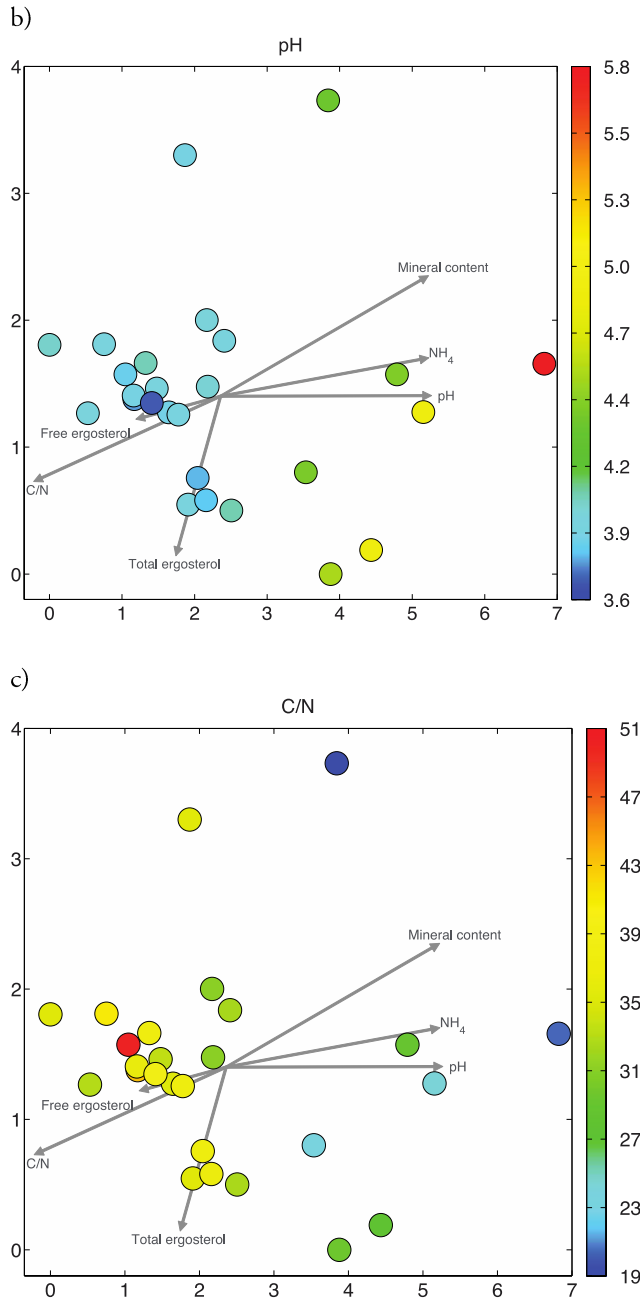 b)
pH
4
3
2
1
0
0 1 2 3 4 5 6 7
Mineral content
NH4
pH
Free ergosterol
C/N
Total ergosterol
5.8
5.5
5.3
5.0
4.7
4.4
4.2
3.9
3.6
c)
C/N
4
3
2
1
0
0 1 2 3 4 5 6 7
Mineral content
NH4
pH
Free ergosterol
C/N
Total ergosterol
51
47
43
39
35
31
27
23
19